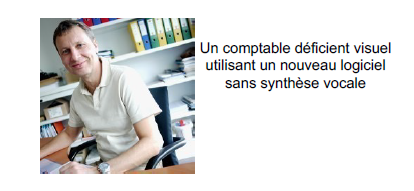 Un comptable déficient visuel
utilisant un nouveau logiciel
sans synthèse vocale